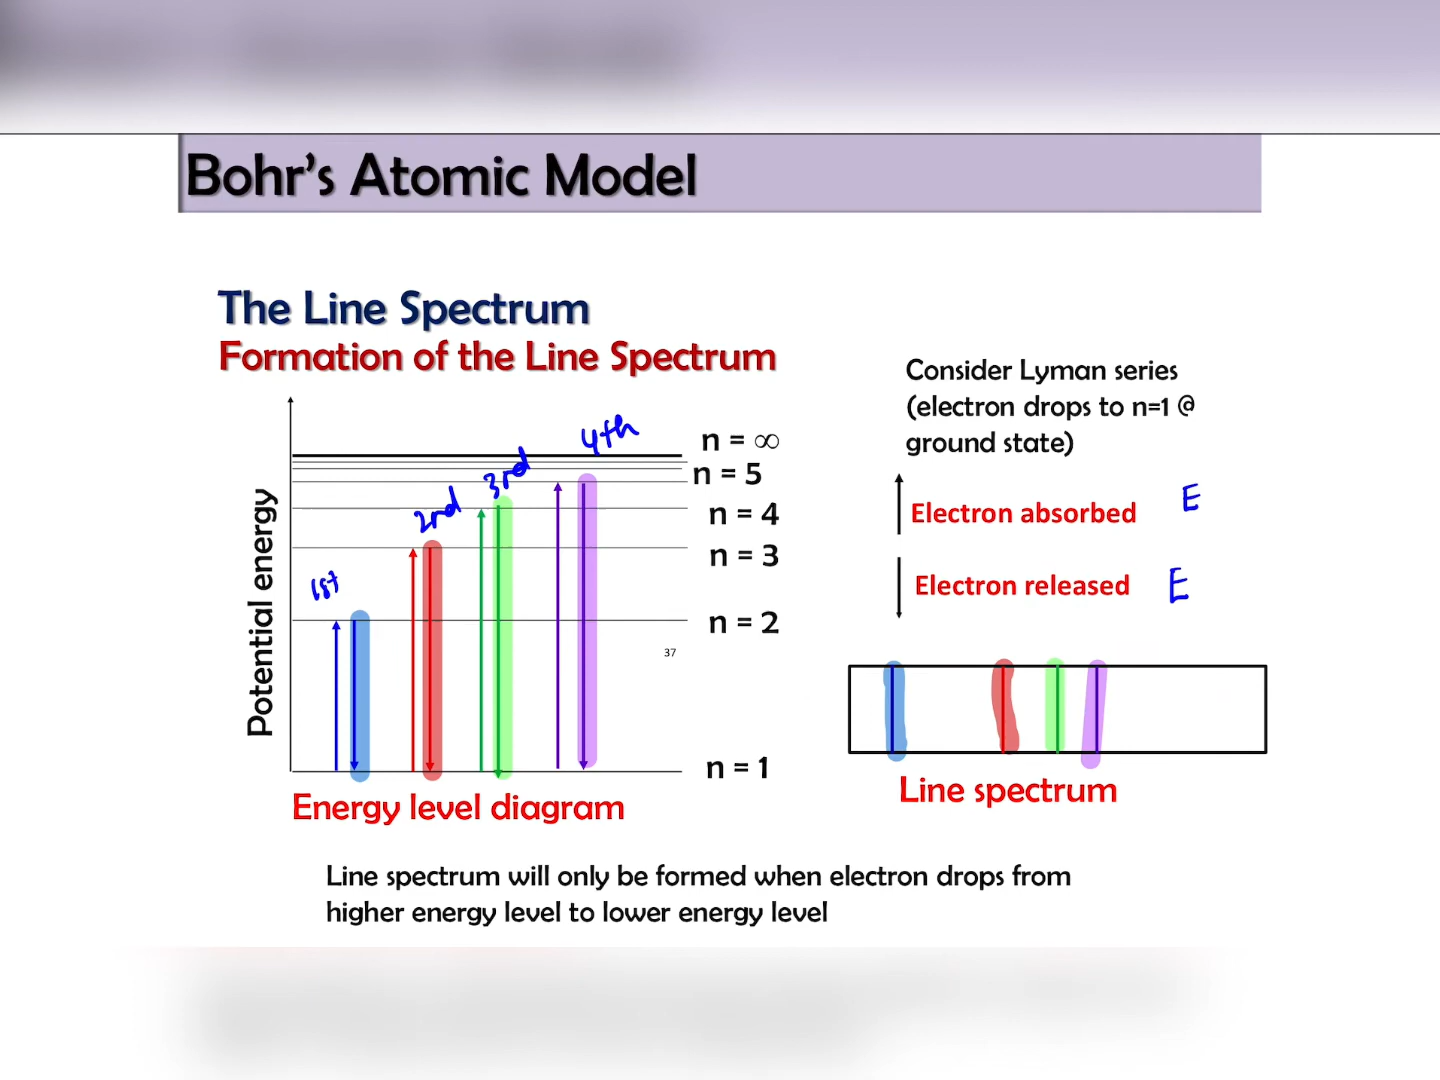 Bohr's Atomic Model
The Line Spectrum
Formation of the Line Spectrum
Consider Lyman series
(electron drops to n=1 @
ground state)
Potential energy
1st
2nd
3rd
4th
n = ∞
n = 5
n = 4
n = 3
n = 2
37
n = 1
Electron absorbed E
Electron released E
Energy level diagram
Line spectrum
Line spectrum will only be formed when electron drops from
higher energy level to lower energy level